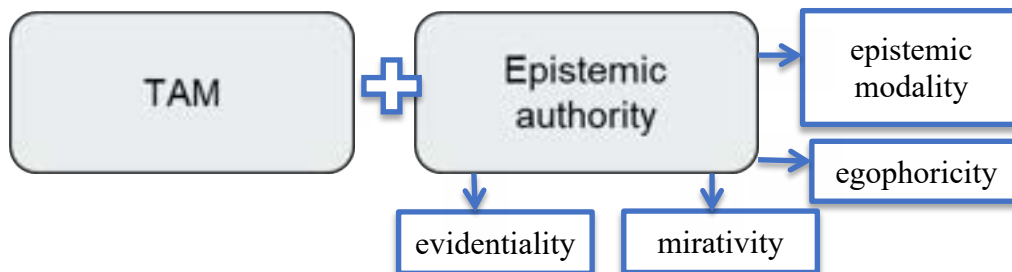 TAM
Epistemic
authority
epistemic
modality
egophoricity
evidentiality
mirativity